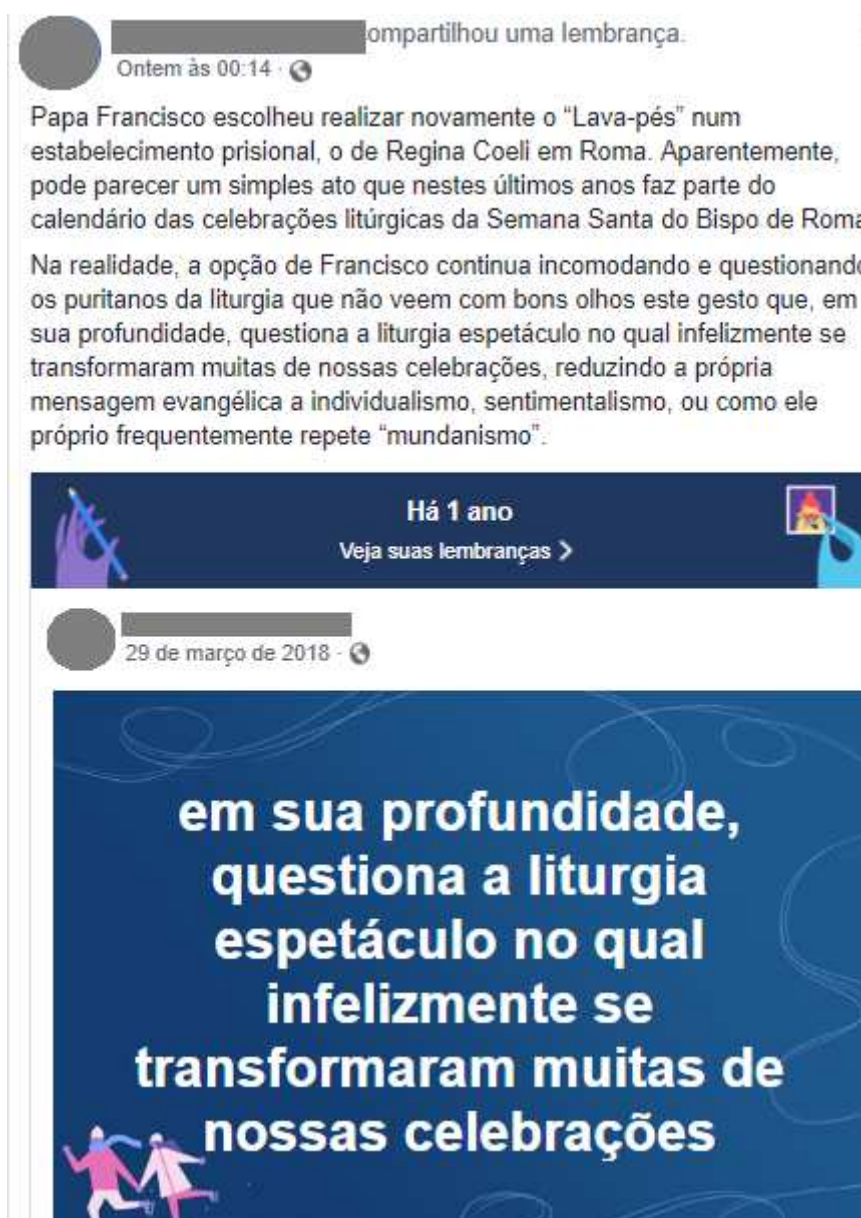 ompartilhou uma lembrança.
Ontem às 00:14 ·
Papa Francisco escolheu realizar novamente o “Lava-pés” num
estabelecimento prisional, o de Regina Coeli em Roma. Aparentemente,
pode parecer um simples ato que nestes últimos anos faz parte do
calendário das celebrações litúrgicas da Semana Santa do Bispo de Roma
Na realidade, a opção de Francisco continua incomodando e questionando
os puritanos da liturgia que não veem com bons olhos este gesto que, em
sua profundidade, questiona a liturgia espetáculo no qual infelizmente se
transformaram muitas de nossas celebrações, reduzindo a própria
mensagem evangélica a individualismo, sentimentalismo, ou como ele
próprio frequentemente repete “mundanismo”.
Há 1 ano
Veja suas lembranças >
29 de março de 2018 ·
em sua profundidade,
questiona a liturgia
espetáculo no qual
infelizmente se
transformaram muitas de
nossas celebrações